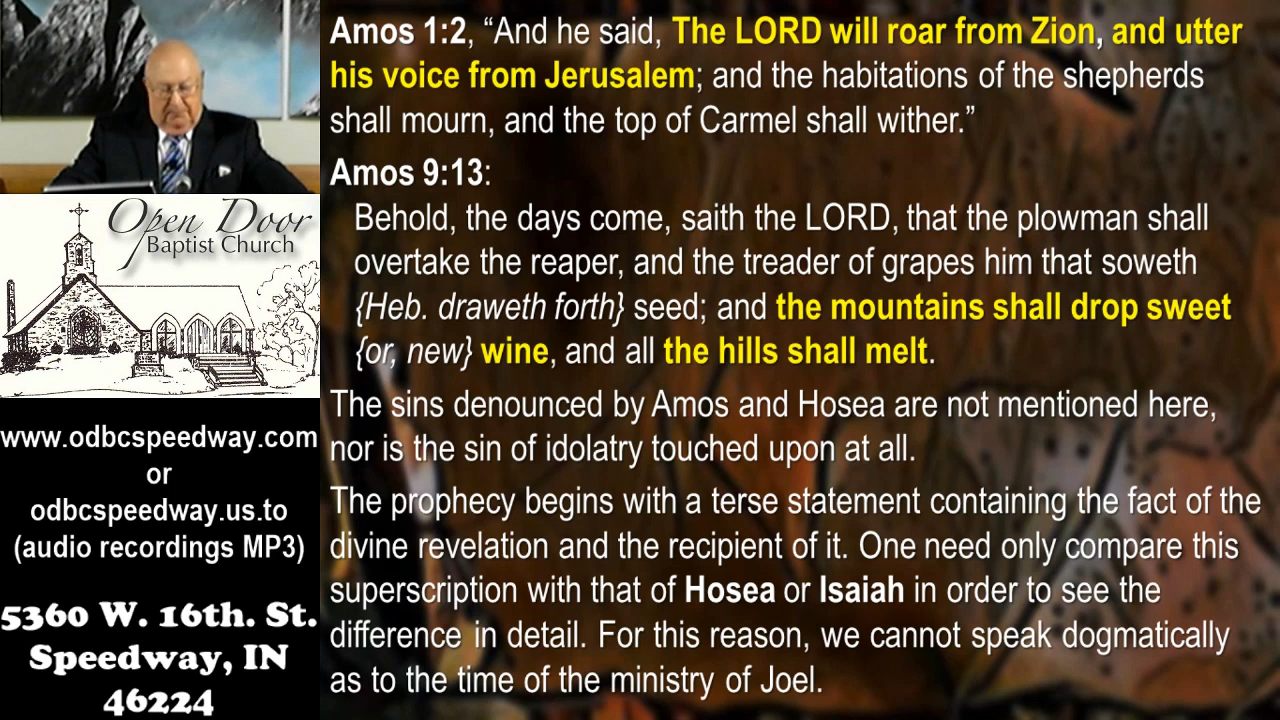 Amos 1:2, “And he said, The LORD will roar from Zion, and utter
his voice from Jerusalem; and the habitations of the shepherds
shall mourn, and the top of Carmel shall wither.”
Amos 9:13:
Behold, the days come, saith the LORD, that the plowman shall
overtake the reaper, and the treader of grapes him that soweth
{Heb. draweth forth} seed; and the mountains shall drop sweet
{or, new} wine, and all the hills shall melt.
The sins denounced by Amos and Hosea are not mentioned here,
nor is the sin of idolatry touched upon at all.
The prophecy begins with a terse statement containing the fact of the
divine revelation and the recipient of it. One need only compare this
superscription with that of Hosea or Isaiah in order to see the
difference in detail. For this reason, we cannot speak dogmatically
as to the time of the ministry of Joel.
Open Door
Baptist Church
www.odbcspeedway.com
or
odbcspeedway.us.to
(audio recordings MP3)
5360 W. 16th. St.
Speedway, IN
46224